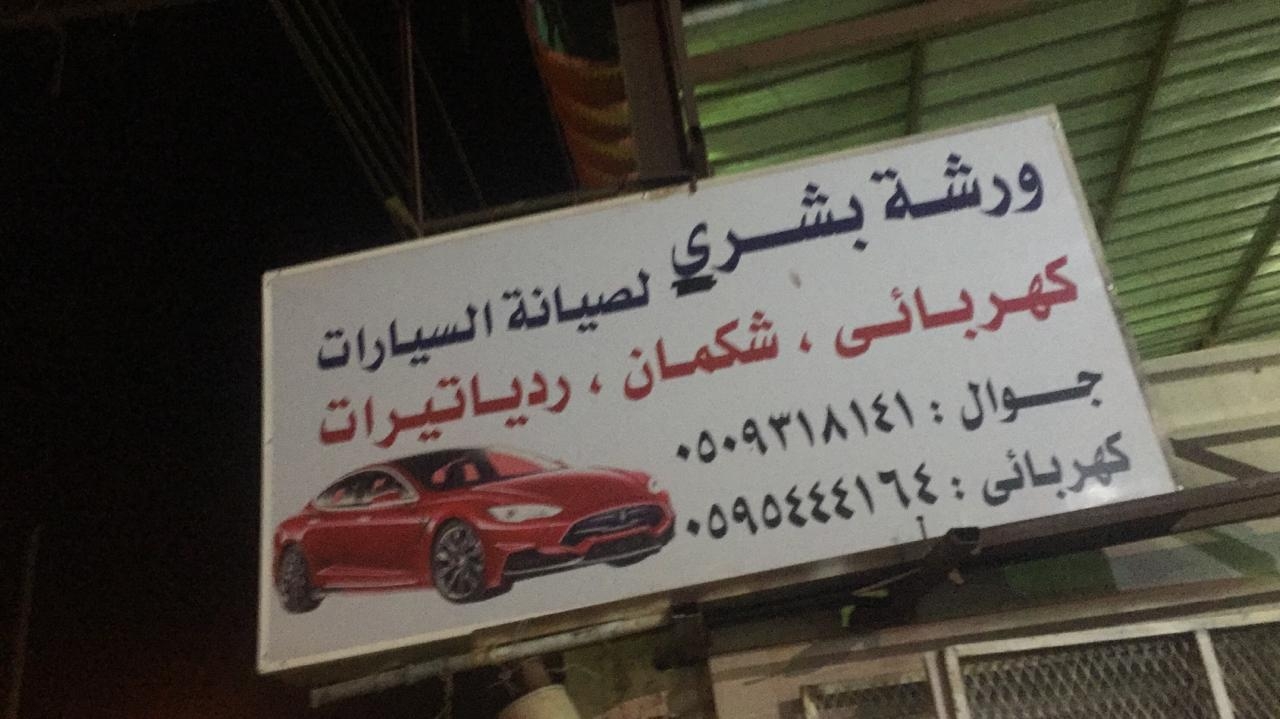 ورشة بشري لصيانة السيارات
كهربائى ، شكمان ، ردياتيرات
جوال : ٠٥٠٩٣١٨١٤١
كهربائى : ٠٥٩٥٤٤٤١٦٤